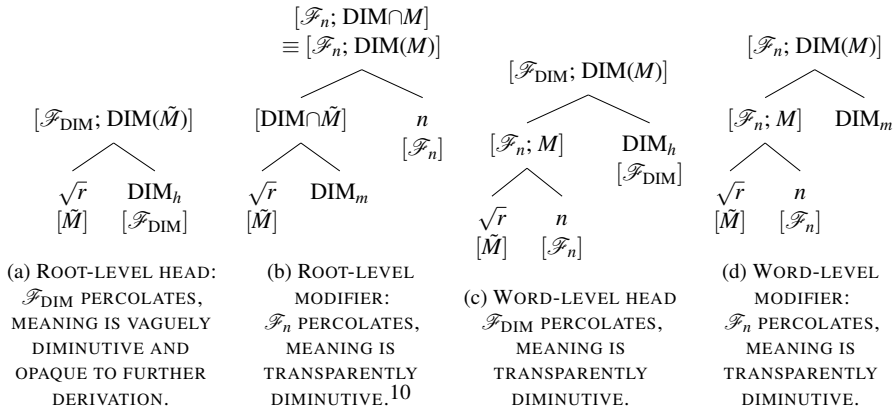 [ℱn; DIM∩M]
≡ [ℱn; DIM(M)]
[ℱDIM; DIM(M̃)]
√r
[M̃]
DIMh
[ℱDIM]
(a) ROOT-LEVEL HEAD:
ℱDIM PERCOLATES,
MEANING IS VAGUELY
DIMINUTIVE AND
OPAQUE TO FURTHER
DERIVATION.
[DIM∩M̃]
n
[ℱn]
√r
[M̃]
DIMm
(b) ROOT-LEVEL
MODIFIER:
ℱn PERCOLATES,
MEANING IS
TRANSPARENTLY
DIMINUTIVE.10
[ℱDIM; DIM(M)]
[ℱn; M]
DIMh
[ℱDIM]
√r
[M̃]
n
[ℱn]
(c) WORD-LEVEL HEAD
ℱDIM PERCOLATES,
MEANING IS
TRANSPARENTLY
DIMINUTIVE.
[ℱn; DIM(M)]
[ℱn; M]
DIMm
√r
[M̃]
n
[ℱn]
(d) WORD-LEVEL
MODIFIER:
ℱn PERCOLATES,
MEANING IS
TRANSPARENTLY
DIMINUTIVE.